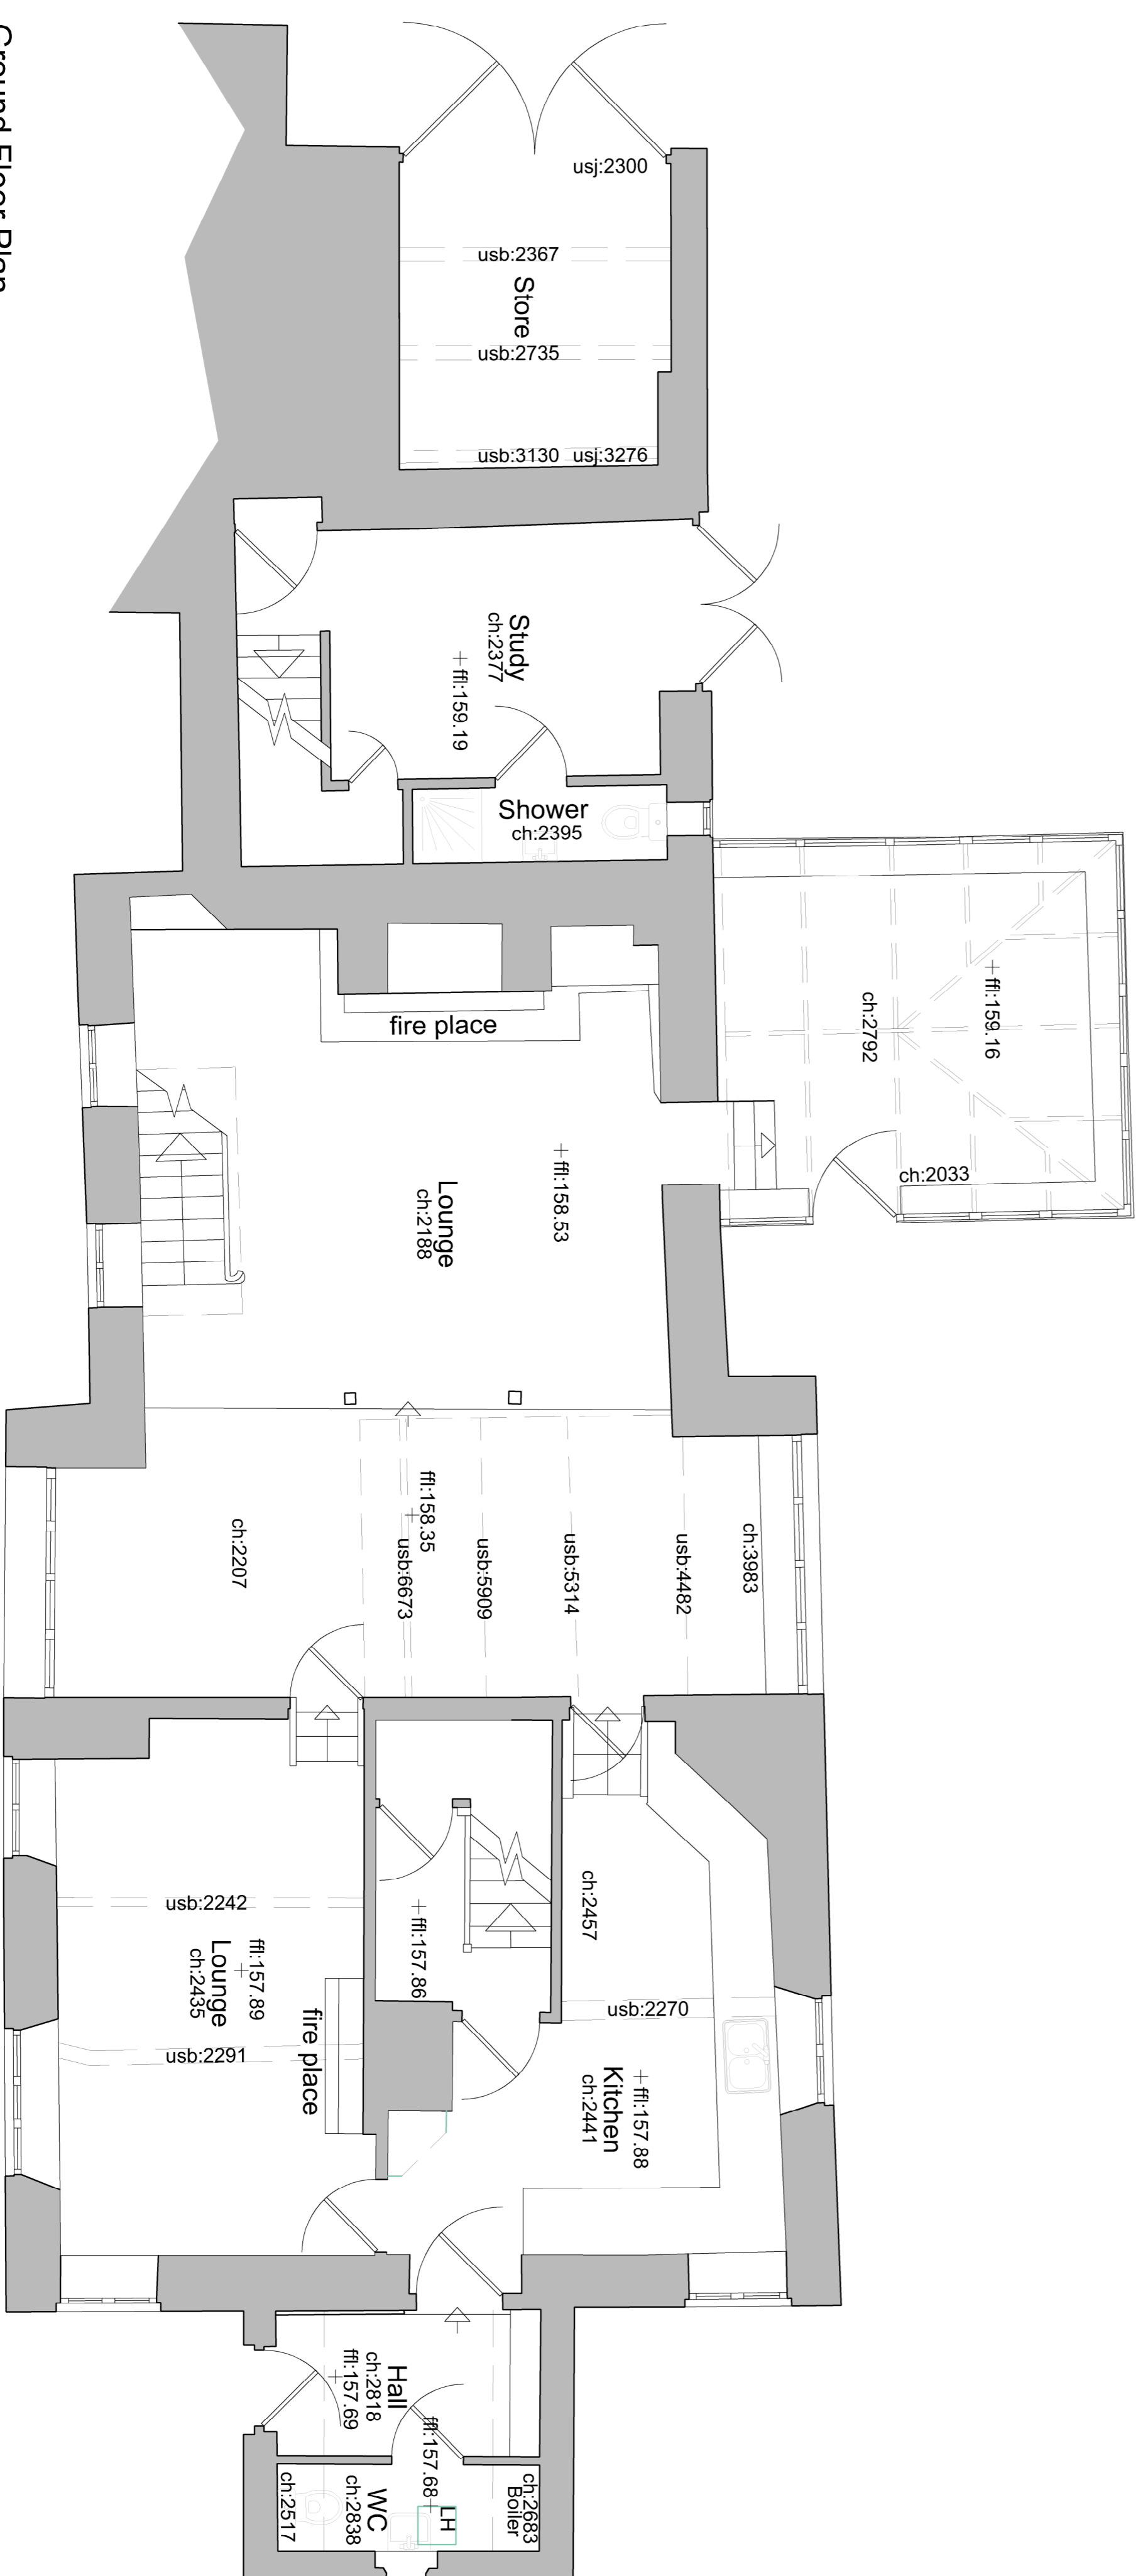 Ground Floor Plan
usj:2300
usb:2367
Store
usb:2735
usb:3130 usj:3276
Study
ch:2377
ffl:159.19
Shower
ch:2395
fire place
ffl:159.16
ch:2792
ch:2033
ffl:158.53
Lounge
ch:2188
ch:3983
usb:4482
usb:5314
usb:5909
ffl:158.35
usb:6673
ch:2207
ch:2457
usb:2242
ffl:157.86
ffl:157.89
Lounge
ch:2435
usb:2270
usb:2291
fire place
ffl:157.88
Kitchen
ch:2441
Hall
ch:2818
ffl:157.69
ffl:157.68
ch:2683
Boiler
LH
WC
ch:2838
ch:2517